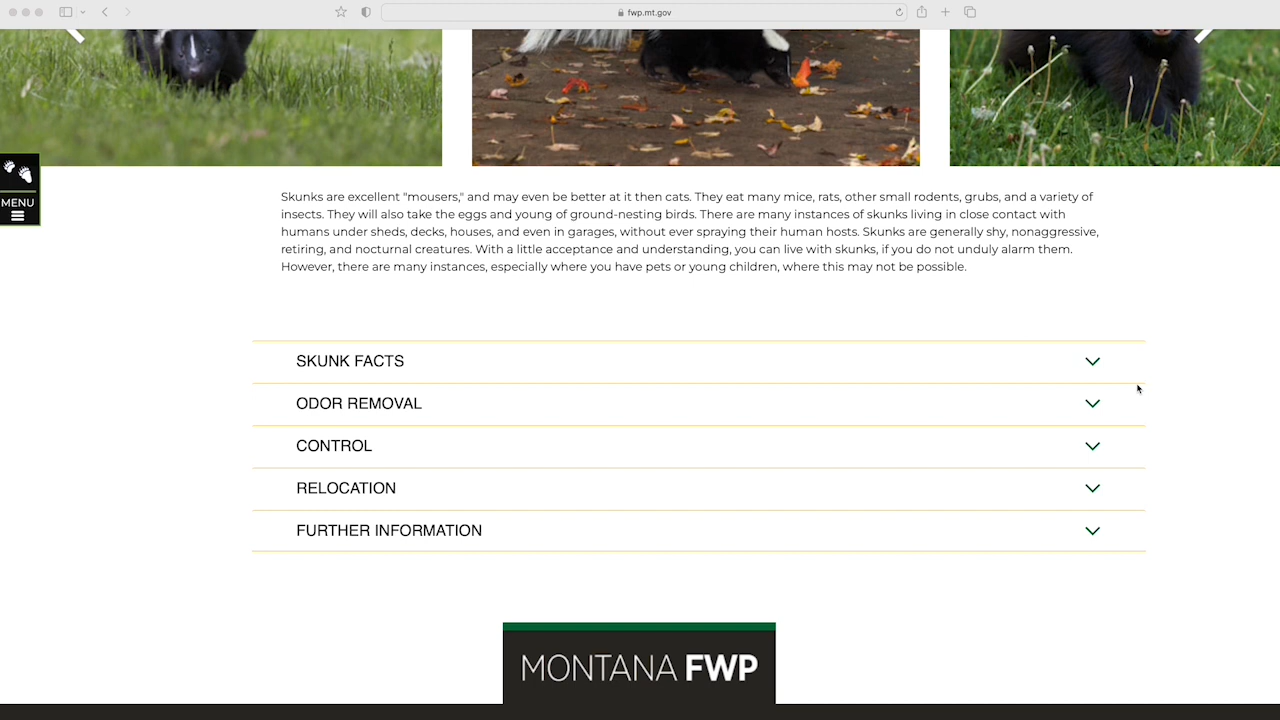 fwp.mt.gov
MENU
Skunks are excellent "mousers," and may even be better at it then cats. They eat many mice, rats, other small rodents, grubs, and a variety of
insects. They will also take the eggs and young of ground-nesting birds. There are many instances of skunks living in close contact with
humans under sheds, decks, houses, and even in garages, without ever spraying their human hosts. Skunks are generally shy, nonaggressive,
retiring, and nocturnal creatures. With a little acceptance and understanding, you can live with skunks, if you do not unduly alarm them.
However, there are many instances, especially where you have pets or young children, where this may not be possible.
SKUNK FACTS
ODOR REMOVAL
CONTROL
RELOCATION
FURTHER INFORMATION
MONTANA FWP